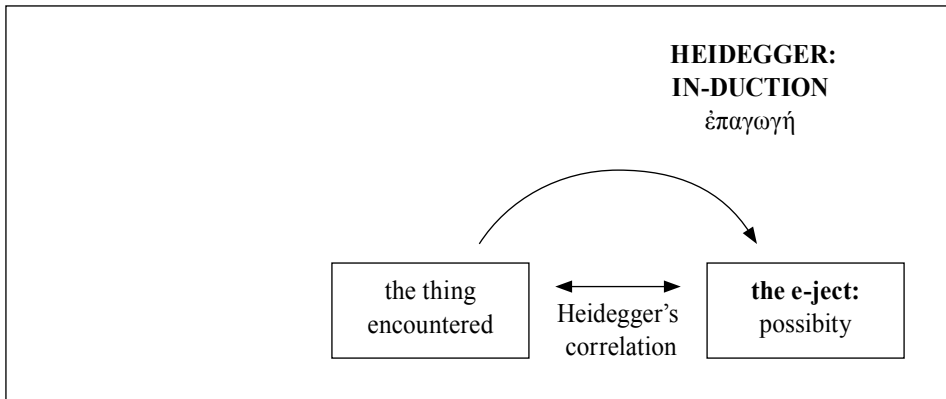 HEIDEGGER:
IN-DUCTION
ἐπαγωγή
the thing
encountered
Heidegger’s
correlation
the e-ject:
possibity